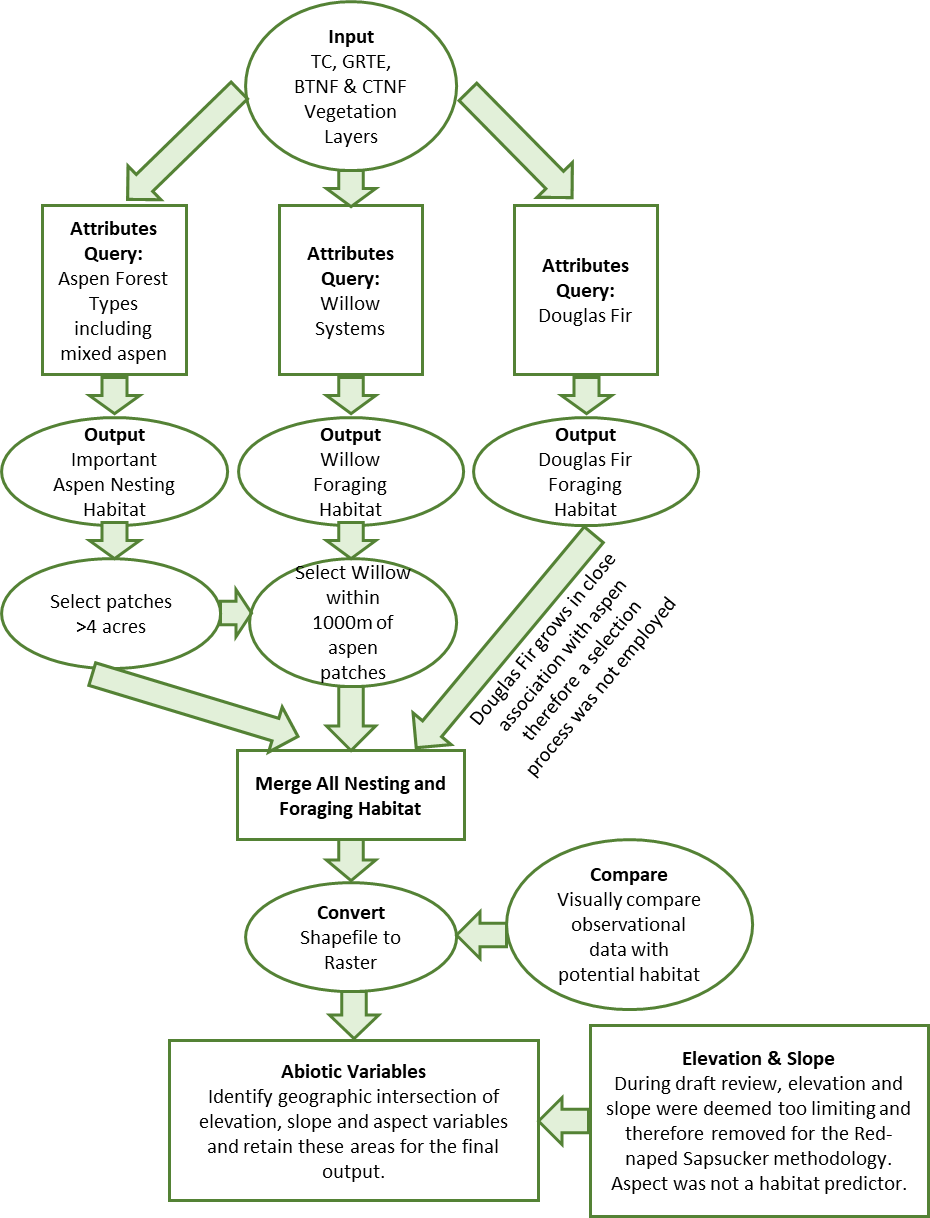 Input
TC, GRTE,
BTNF & CTNF
Vegetation
Layers
Attributes
Query:
Aspen Forest
Types
including
mixed aspen
Attributes
Query:
Willow
Systems
Attributes
Query:
Douglas Fir
Output
Important
Aspen Nesting
Habitat
Output
Willow
Foraging
Habitat
Output
Douglas Fir
Foraging
Habitat
Select patches
>4 acres
Select Willow
within
1000m of
aspen
patches
Douglas Fir grows in close
association with aspen
therefore a selection
process was not employed
Merge All Nesting and
Foraging Habitat
Convert
Shapefile to
Raster
Compare
Visually compare
observational
data with
potential habitat
Abiotic Variables
Identify geographic intersection of
elevation, slope and aspect variables
and retain these areas for the final
output.
Elevation & Slope
During draft review, elevation and
slope were deemed too limiting and
therefore removed for the Red-
naped Sapsucker methodology.
Aspect was not a habitat predictor.